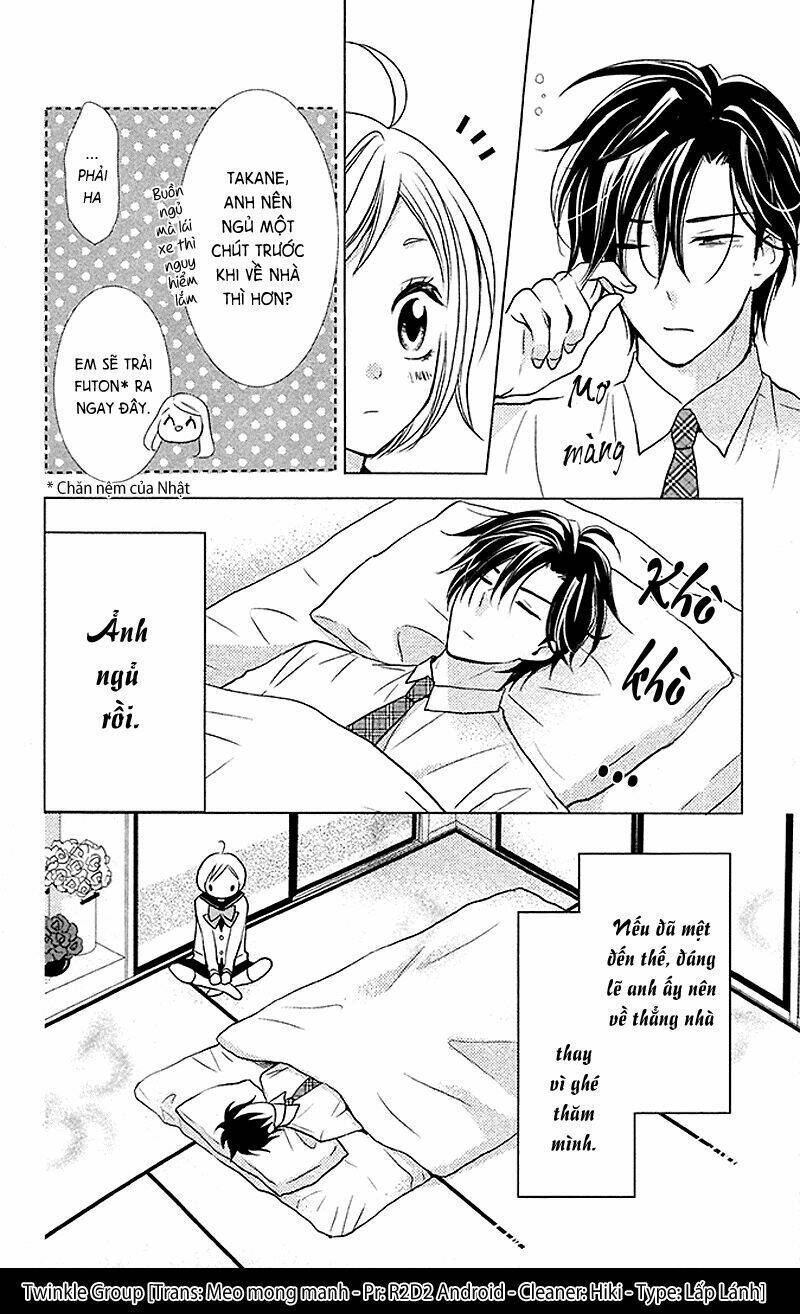 Mơ
màng
TAKANE,
ANH NÊN
NGỦ MỘT
CHÚT TRƯỚC
KHI VỀ NHÀ
THÌ HƠN?
Buồn
ngủ
mà lái
xe thì
nguy
hiểm
lắm
...
PHẢI
HA
EM SẼ TRẢI
FUTON* RA
NGAY ĐÂY.
* Chăn nệm của Nhật
Khò
khò
...
Ảnh
ngủ
rồi.
Nếu đã mệt
đến thế, đáng
lẽ anh ấy nên
về thẳng nhà
thay
vì ghé
thăm
mình.
Twinkle Group [Trans: Meo mong manh - Pr: R2D2 Android - Cleaner: Hiki - Type: Lấp Lánh]